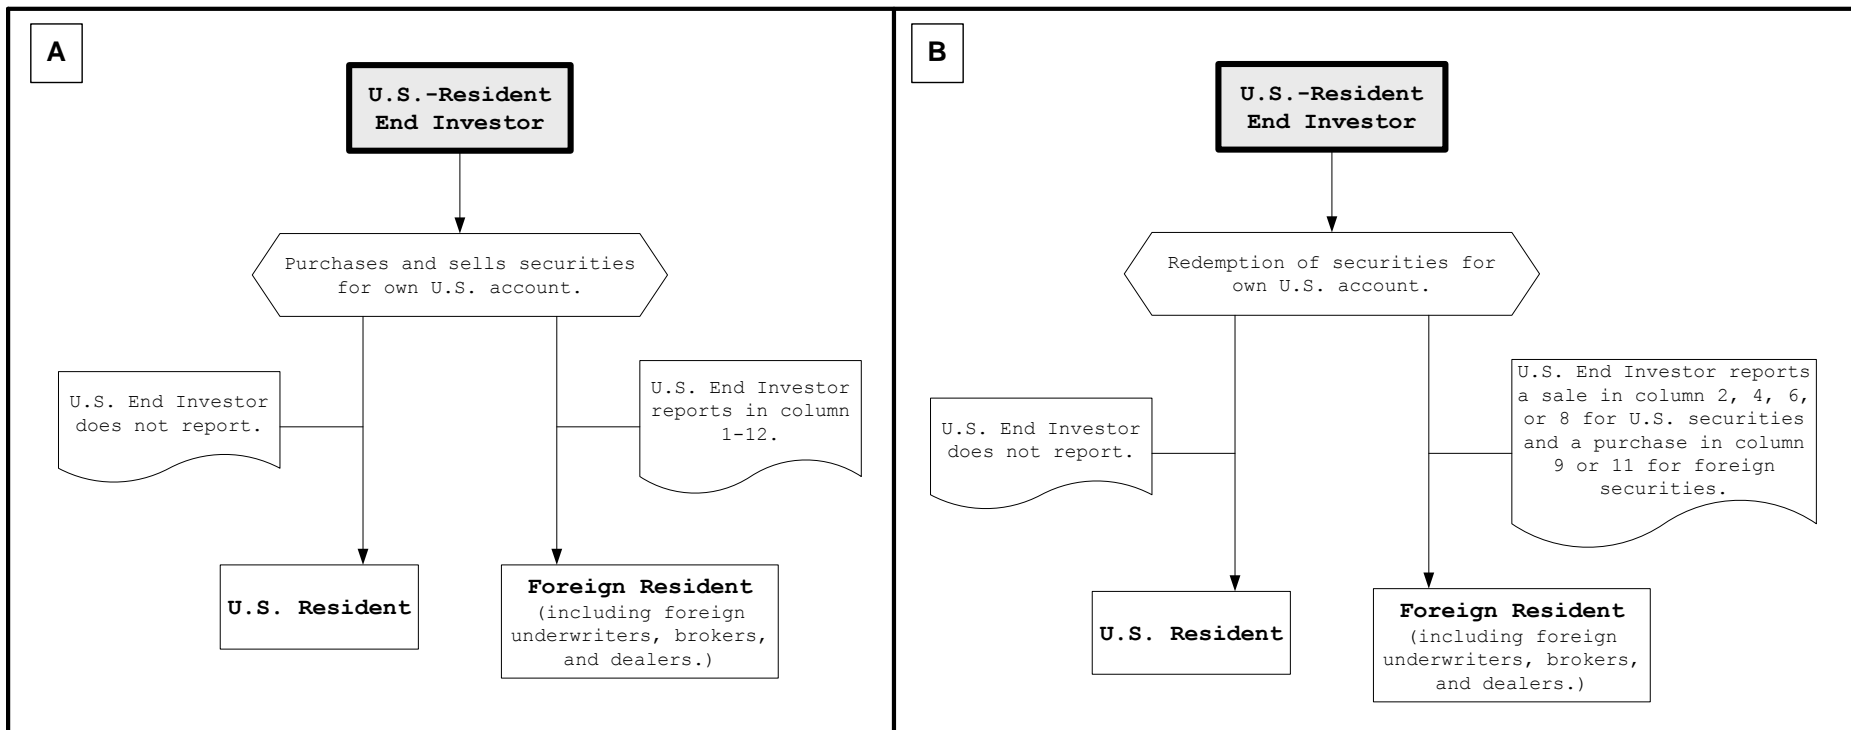 A
U.S.-Resident
End Investor
Purchases and sells securities
for own U.S. account.
U.S. End Investor
does not report.
U.S. End Investor
reports in column
1-12.
U.S. Resident
Foreign Resident
(including foreign
underwriters, brokers,
and dealers.)
B
U.S.-Resident
End Investor
Redemption of securities for
own U.S. account.
U.S. End Investor
does not report.
U.S. End Investor reports
a sale in column 2, 4, 6,
or 8 for U.S. securities
and a purchase in column
9 or 11 for foreign
securities.
U.S. Resident
Foreign Resident
(including foreign
underwriters, brokers,
and dealers.)